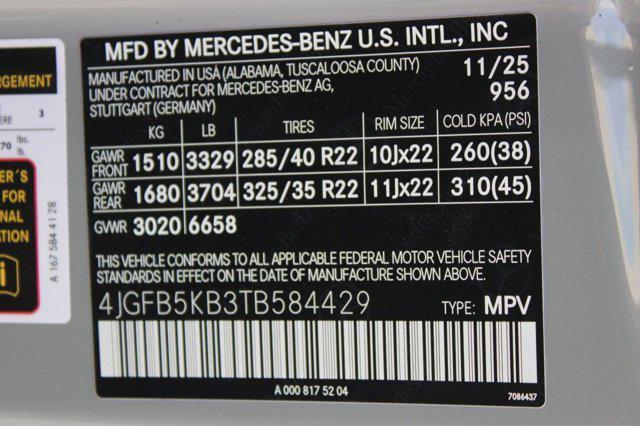 MFD BY MERCEDES-BENZ U.S. INTL., INC
MANUFACTURED IN USA (ALABAMA, TUSCALOOSA COUNTY) 11/25
UNDER CONTRACT FOR MERCEDES-BENZ AG, 956
STUTTGART (GERMANY)
KG LB TIRES RIM SIZE COLD KPA (PSI)
GAWR FRONT 1510 3329 285/40 R22 10Jx22 260(38)
GAWR REAR 1680 3704 325/35 R22 11Jx22 310(45)
GVWR 3020 6658
THIS VEHICLE CONFORMS TO ALL APPLICABLE FEDERAL MOTOR VEHICLE SAFETY
STANDARDS IN EFFECT ON THE DATE OF MANUFACTURE SHOWN ABOVE.
4JGFB5KB3TB584429 TYPE: MPV
A 000 817 52 04
7086437
3
lbs.
70 lb.
FOR
A 167 584 41 28